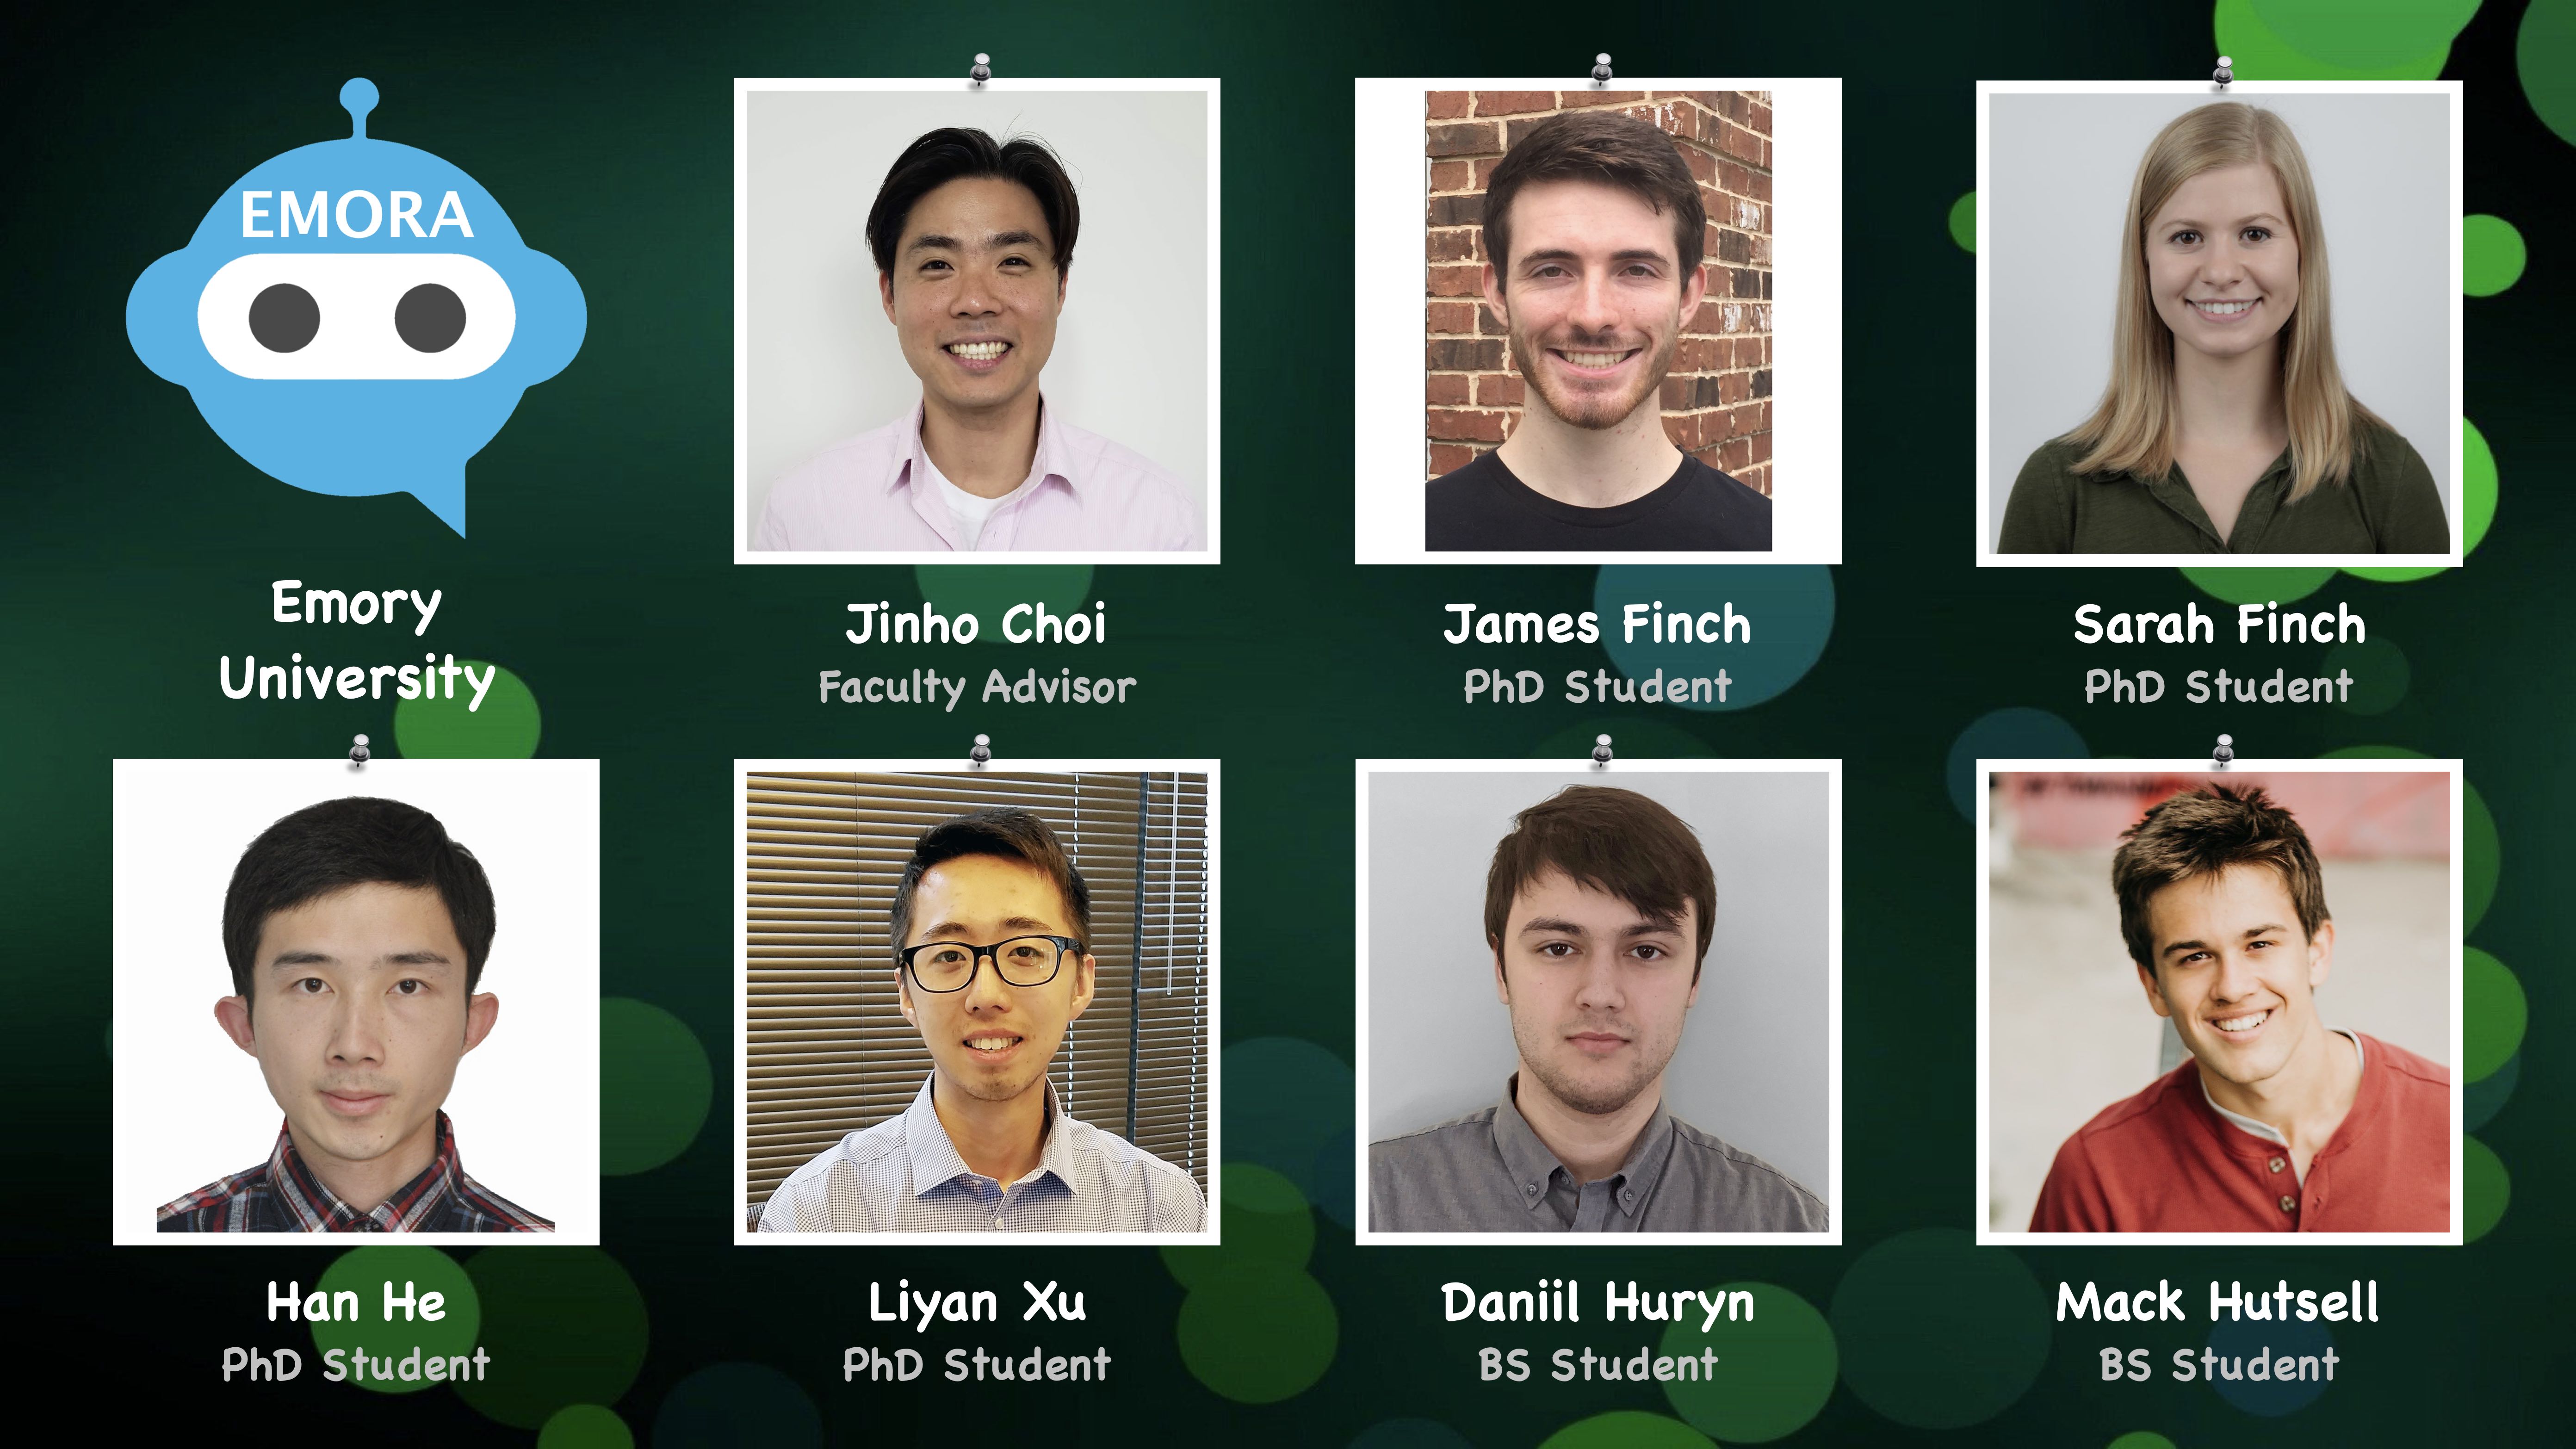 EMORA
Emory
University
Jinho Choi
Faculty Advisor
James Finch
PhD Student
Sarah Finch
PhD Student
Han He
PhD Student
Liyan Xu
PhD Student
Daniil Huryn
BS Student
Mack Hutsell
BS Student